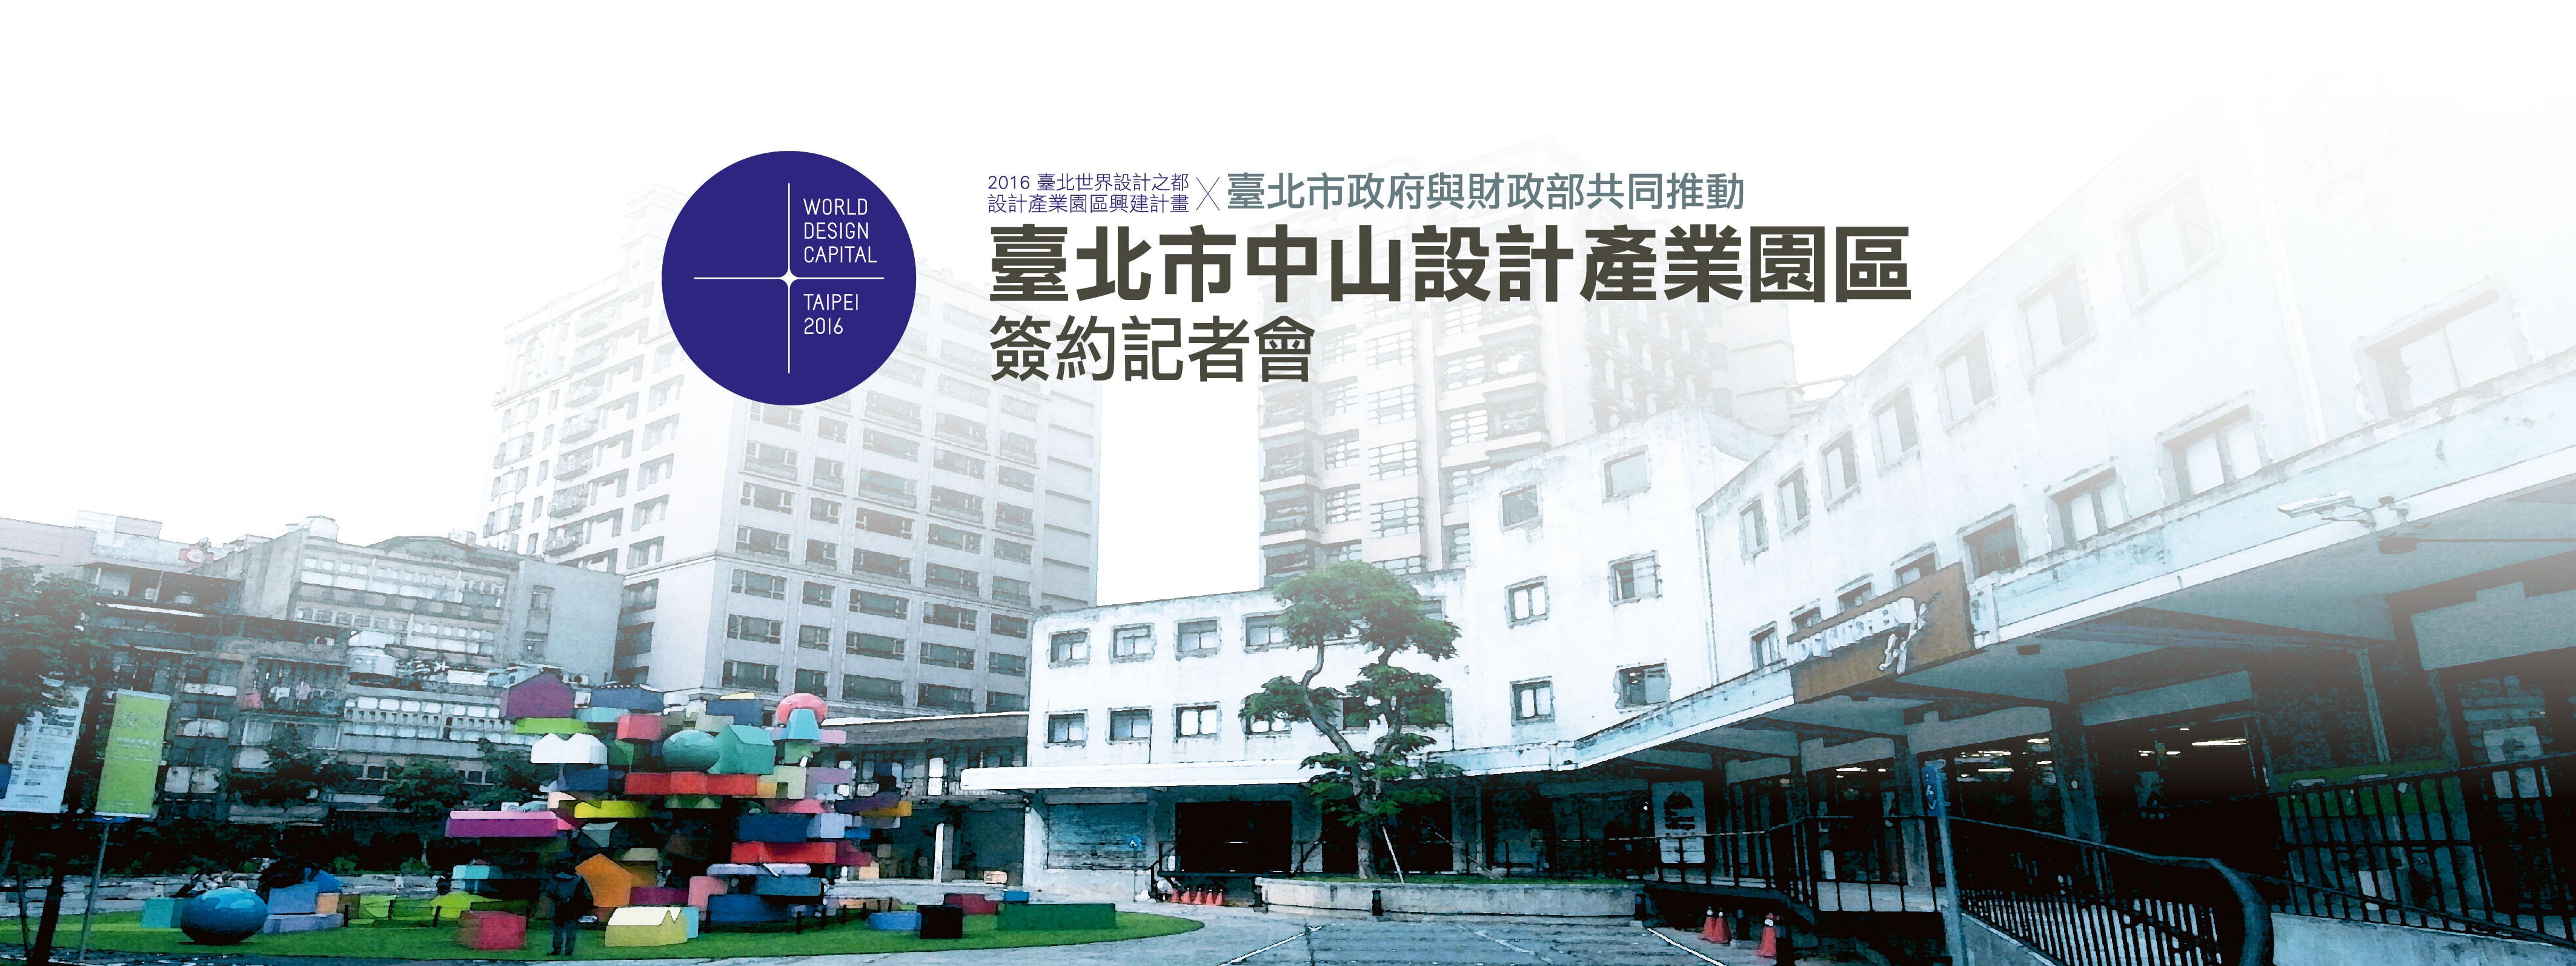 WORLD
DESIGN
CAPITAL
TAIPEI
2016
2016 臺北世界設計之都
設計產業園區興建計畫
臺北市政府與財政部共同推動
臺北市中山設計產業園區
簽約記者會